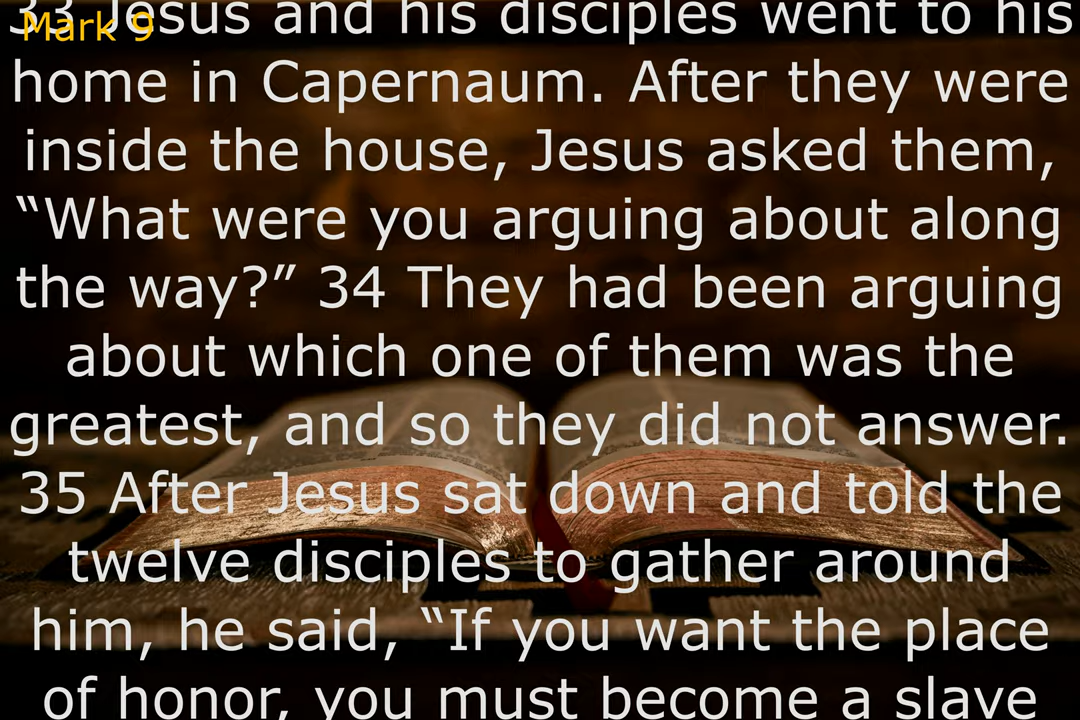 Mark 9
33 Jesus and his disciples went to his
home in Capernaum. After they were
inside the house, Jesus asked them,
“What were you arguing about along
the way?” 34 They had been arguing
about which one of them was the
greatest, and so they did not answer.
35 After Jesus sat down and told the
twelve disciples to gather around
him, he said, “If you want the place
of honor, you must become a slave